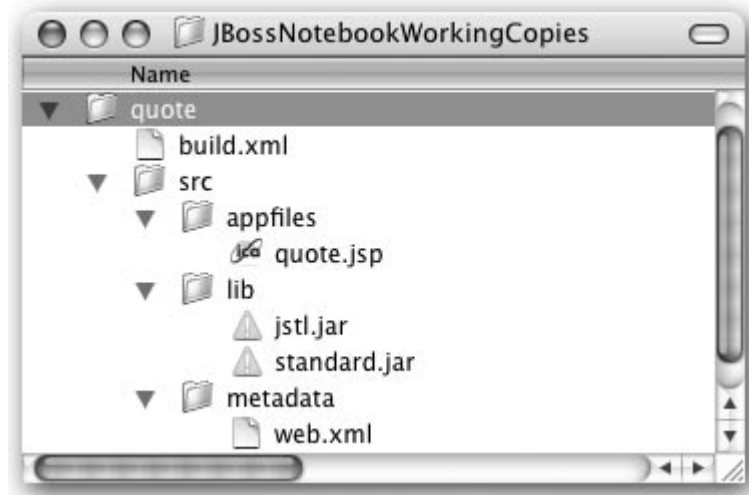 JBossNotebookWorkingCopies
Name
quote
build.xml
src
appfiles
quote.jsp
lib
jstl.jar
standard.jar
metadata
web.xml